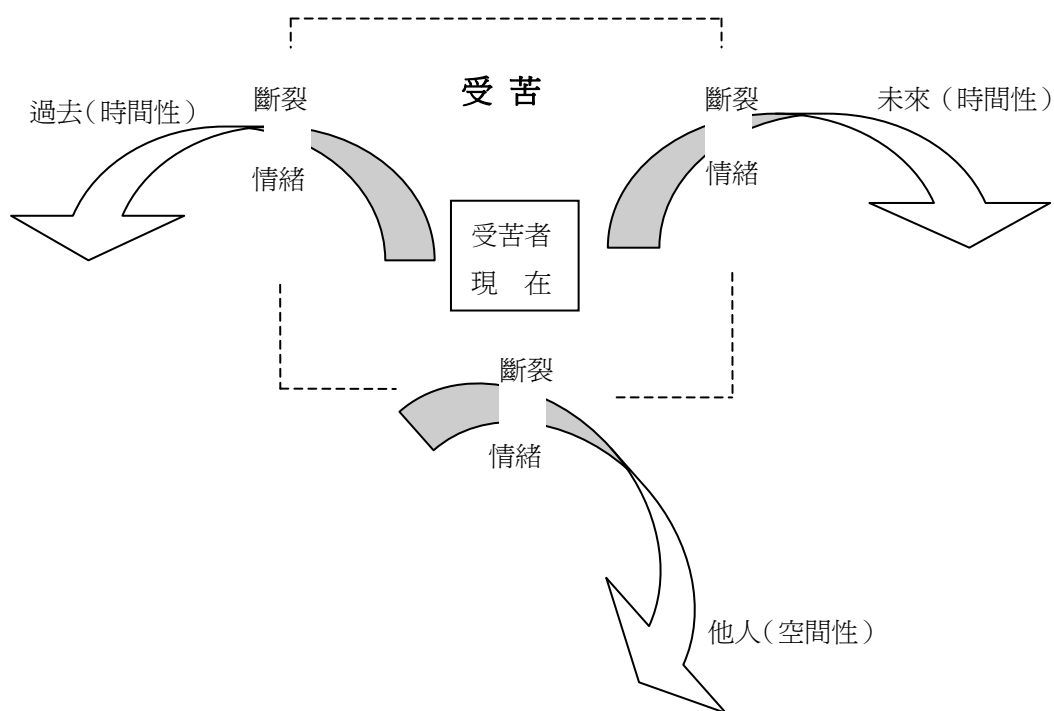 受 苦
過去（時間性）
斷裂
情緒
斷裂
情緒
未來（時間性）
受苦者
現 在
斷裂
情緒
他人（空間性）